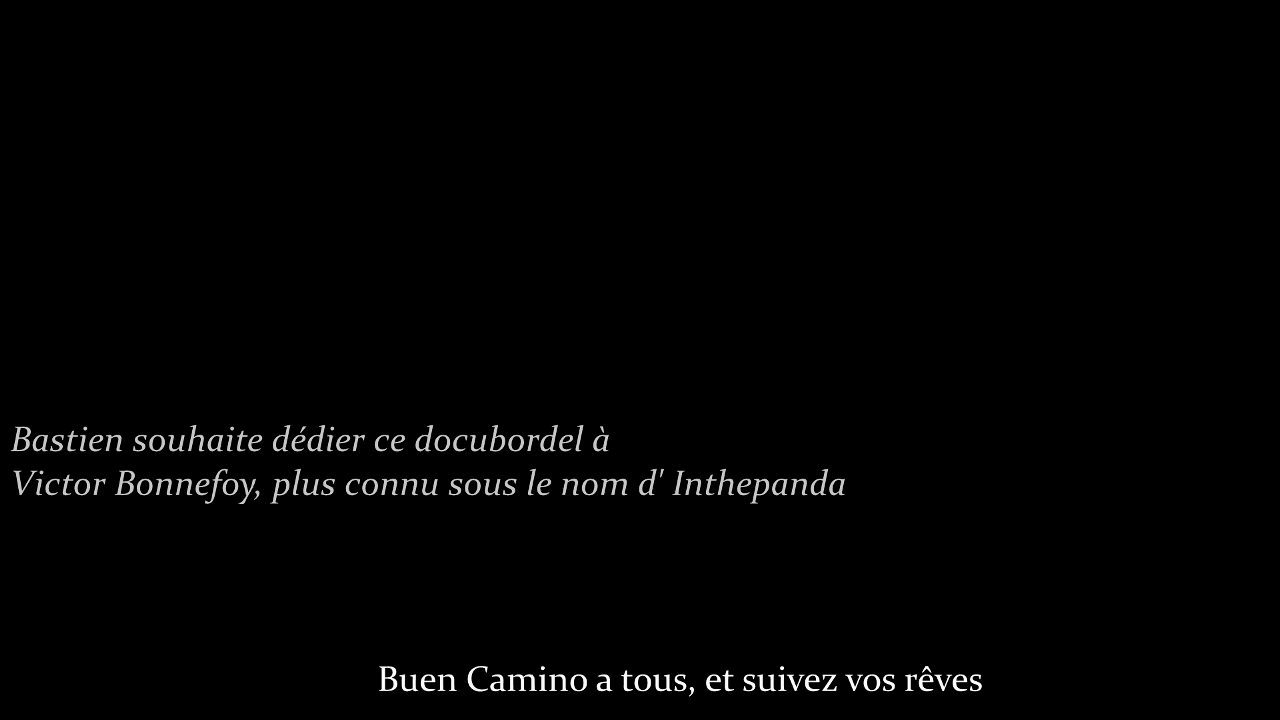 Bastien souhaite dédier ce docubordel à
Victor Bonnefoy, plus connu sous le nom d' Inthepanda
Buen Camino a tous, et suivez vos rêves